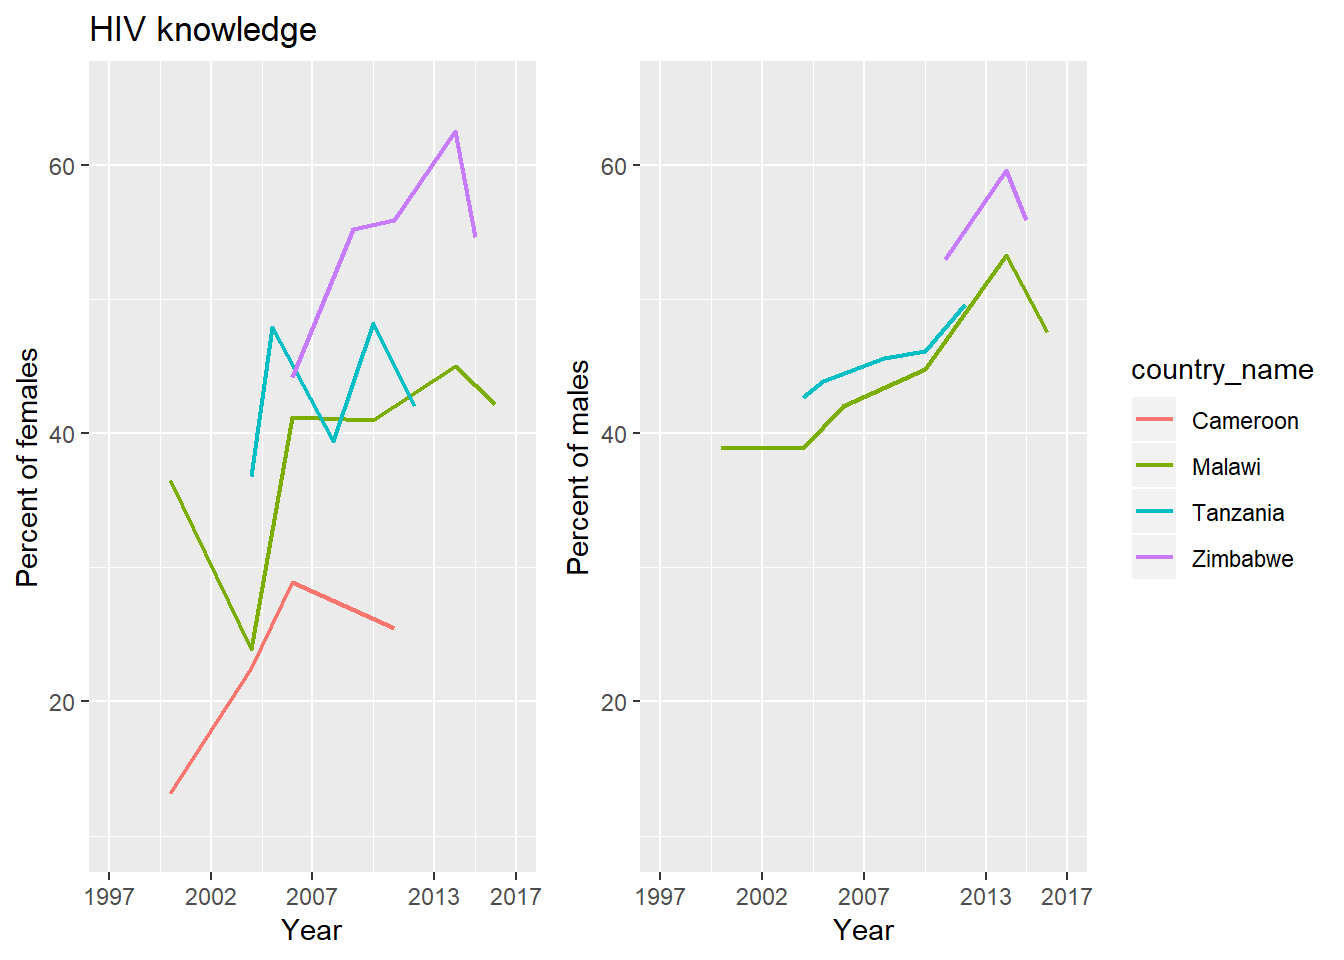 HIV knowledge
Percent of females
60
40
20
1997 2002 2007 2013 2017
Year
Percent of males
60
40
20
1997 2002 2007 2013 2017
Year
country_name
Cameroon
Malawi
Tanzania
Zimbabwe